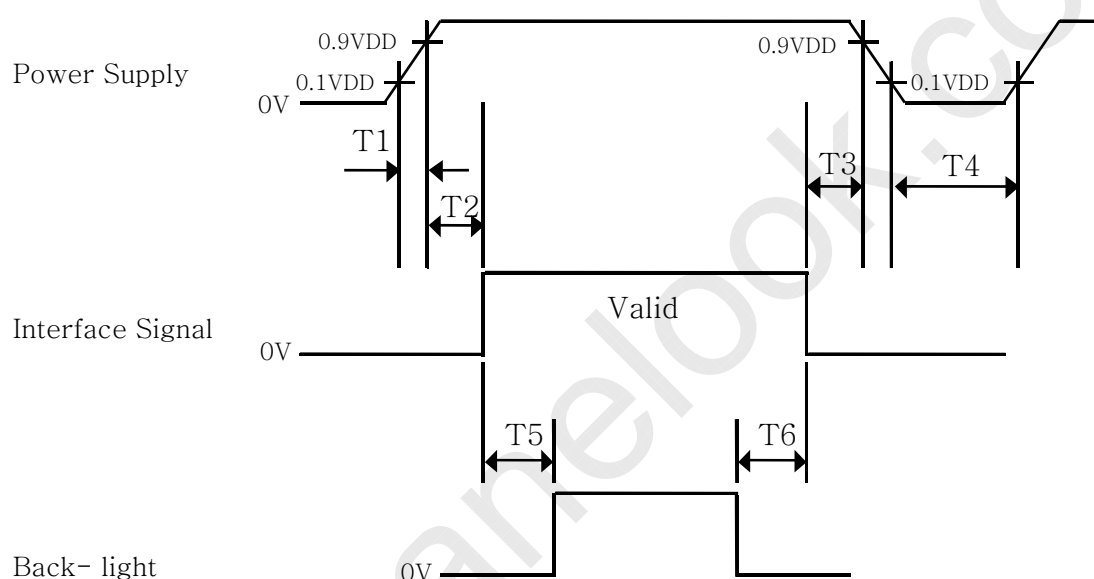 0.9VDD 0.9VDD
Power Supply 0.1VDD 0.1VDD
0V
T1 T3 T4
T2
Valid
Interface Signal
0V
T5 T6
Back- light 0V